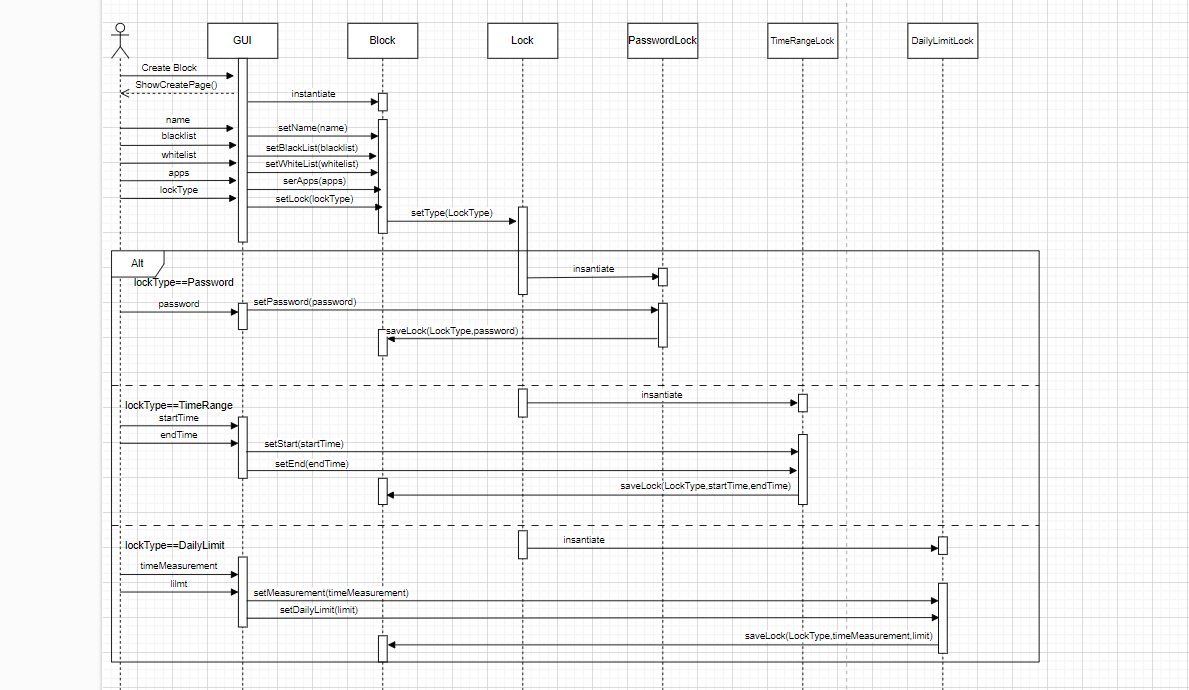 GUI
Block
Lock
PasswordLock
TimeRangeLock
DailyLimitLock
Create Block
ShowCreatePage()
instantiate
name
setName(name)
blacklist
setBlackList(blacklist)
whitelist
setWhiteList(whitelist)
apps
serApps(apps)
lockType
setLock(lockType)
setType(LockType)
Alt
insantiate
lockType==Password
password
setPassword(password)
saveLock(LockType,password)
insantiate
lockType==TimeRange
startTime
endTime
setStart(startTime)
setEnd(endTime)
saveLock(LockType,startTime,endTime)
insantiate
lockType==DailyLimit
timeMeasurement
lilmt
setMeasurement(timeMeasurement)
setDailyLimit(limit)
saveLock(LockType,timeMeasurement,limit)